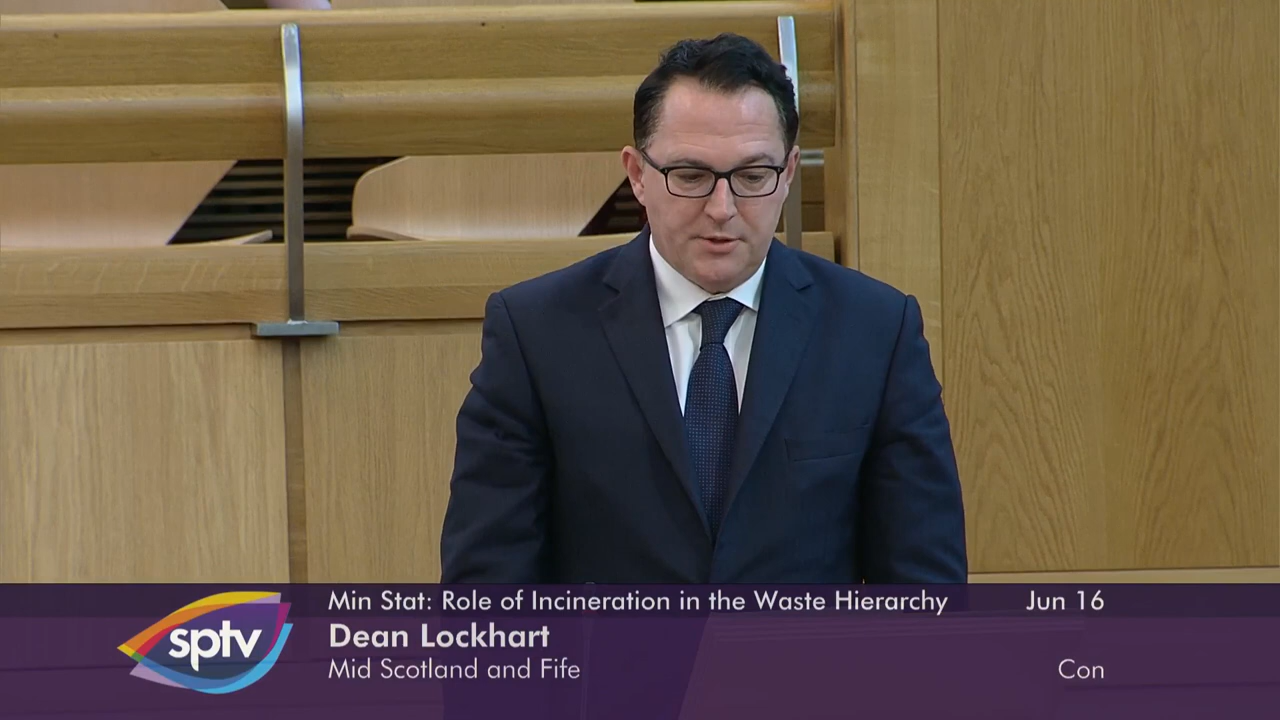 Min Stat: Role of Incineration in the Waste Hierarchy Jun 16
sptv
Dean Lockhart
Mid Scotland and Fife Con